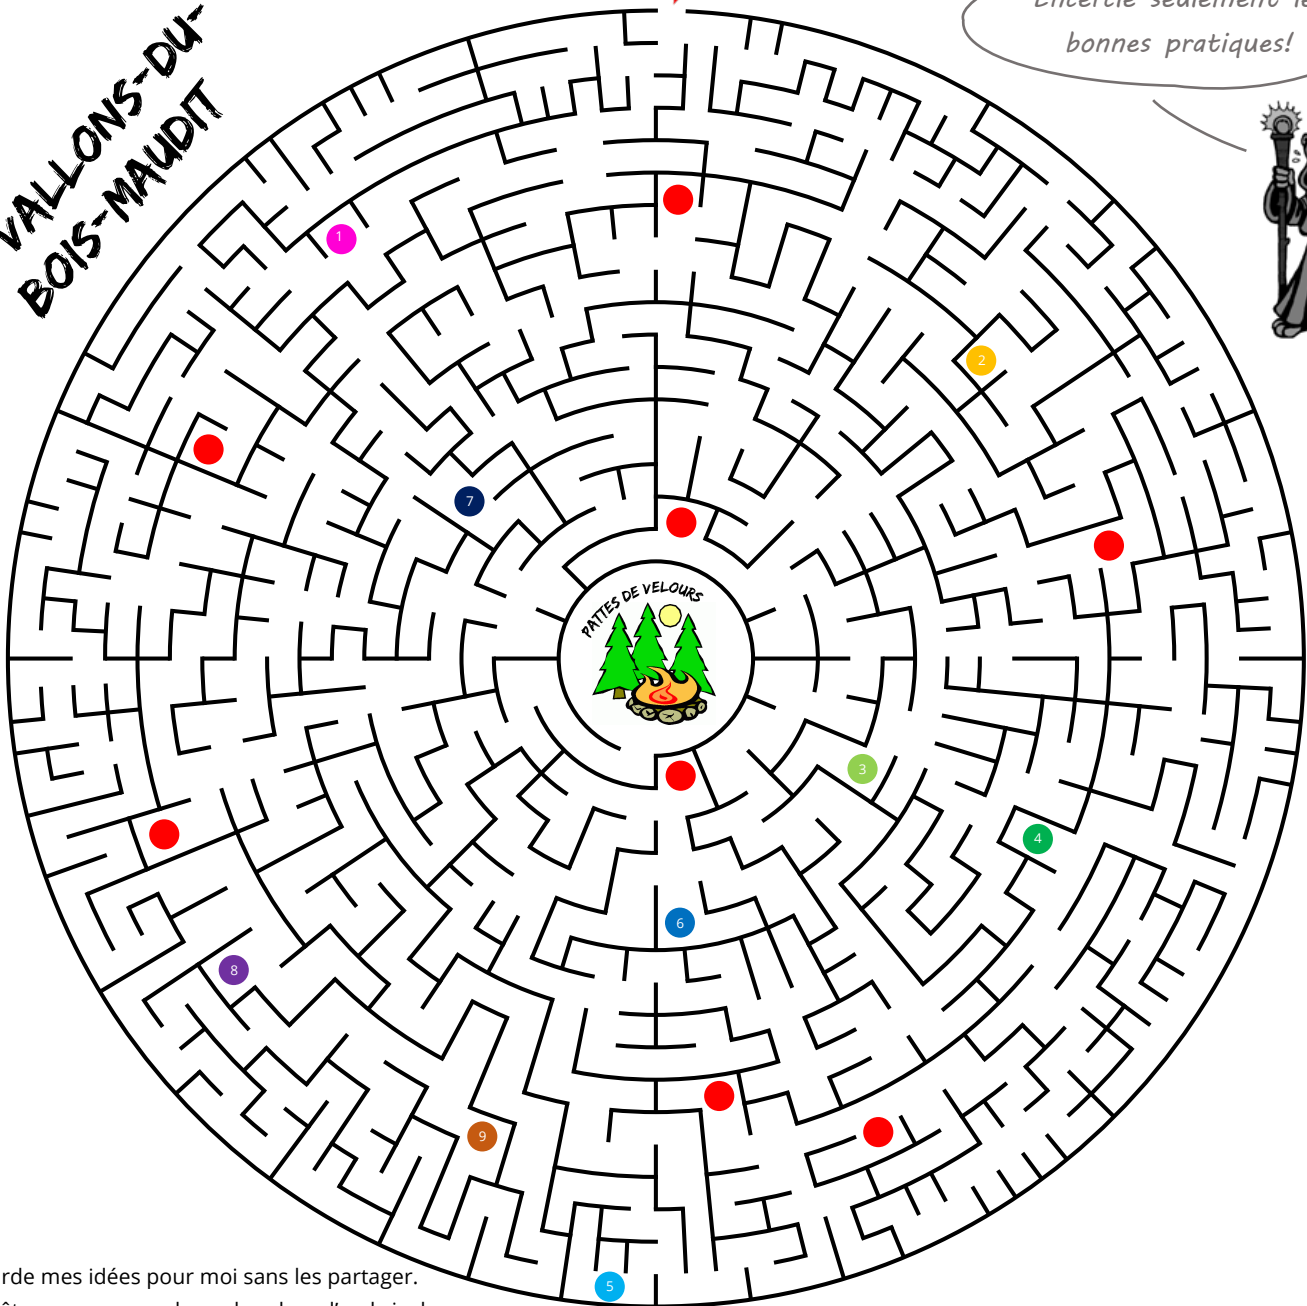 VALLONS-DU-
BOIS-MAUDIT
bonnes pratiques!
1
2
7
PATTES DE VELOURS
3
4
6
8
9
5
mes idées pour moi sans les partager.